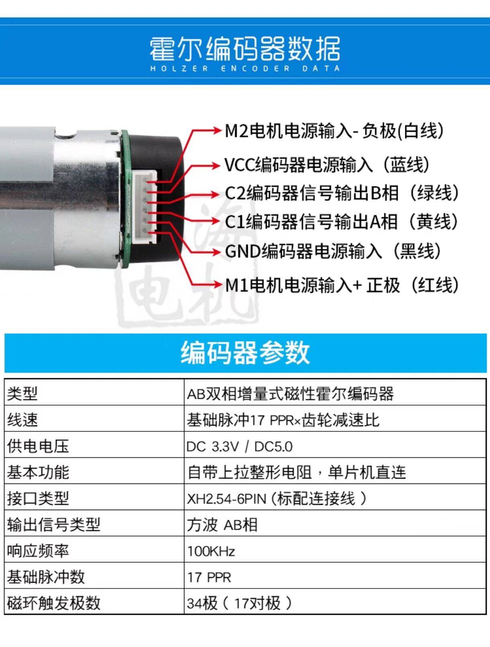 霍尔编码器数据
HOLZER ENCODER DATA
M2电机电源输入- 负极(白线)
VCC编码器电源输入（蓝线）
C2编码器信号输出B相（绿线）
C1编码器信号输出A相（黄线）
GND编码器电源输入（黑线）
M1电机电源输入+ 正极（红线）
海
电机
编码器参数
类型 AB双相增量式磁性霍尔编码器
线速 基础脉冲17 PPR×齿轮减速比
供电电压 DC 3.3V / DC5.0
基本功能 自带上拉整形电阻，单片机直连
接口类型 XH2.54-6PIN（标配连接线）
输出信号类型 方波 AB相
响应频率 100KHz
基础脉冲数 17 PPR
磁环触发极数 34极（17对极）